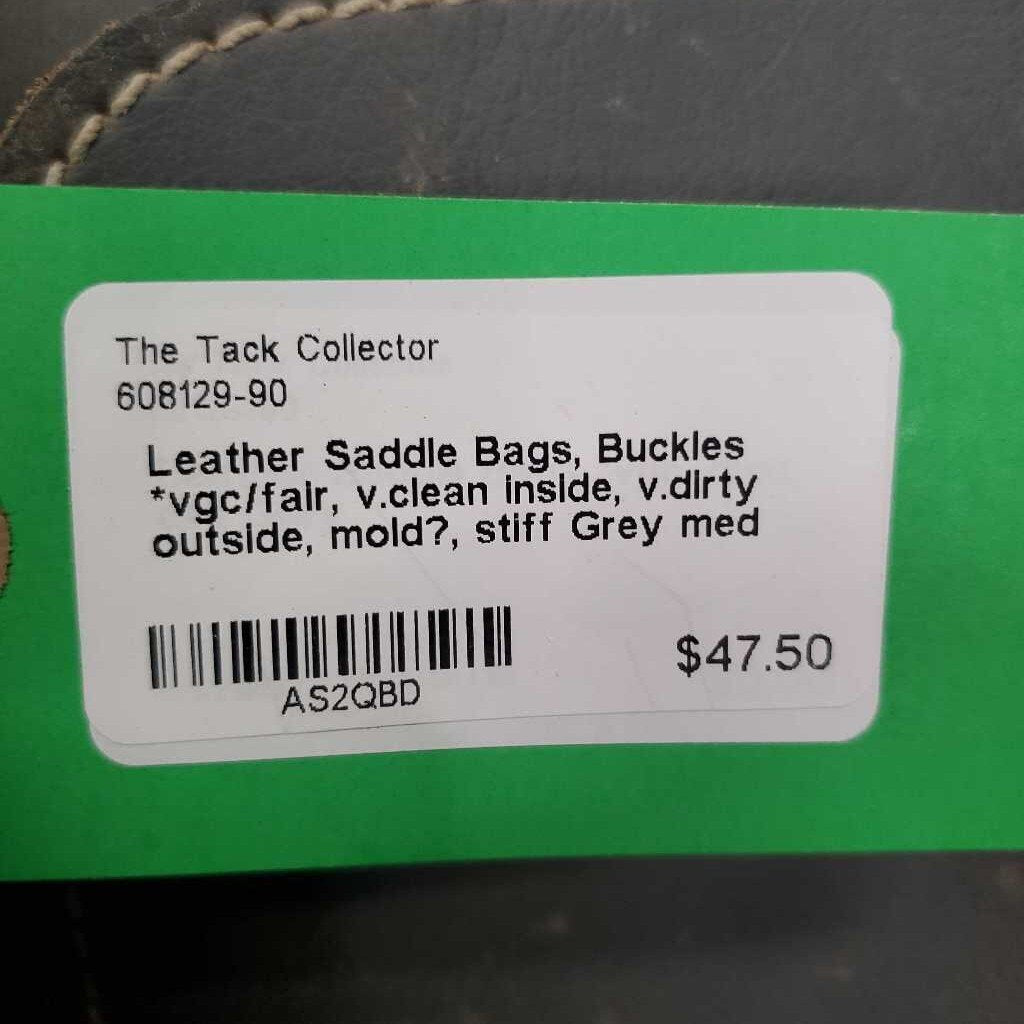 The Tack Collector
608129-90
Leather Saddle Bags, Buckles
*vgc/fair, v.clean inside, v.dirty
outside, mold?, stiff Grey med
$47.50
AS2QBD